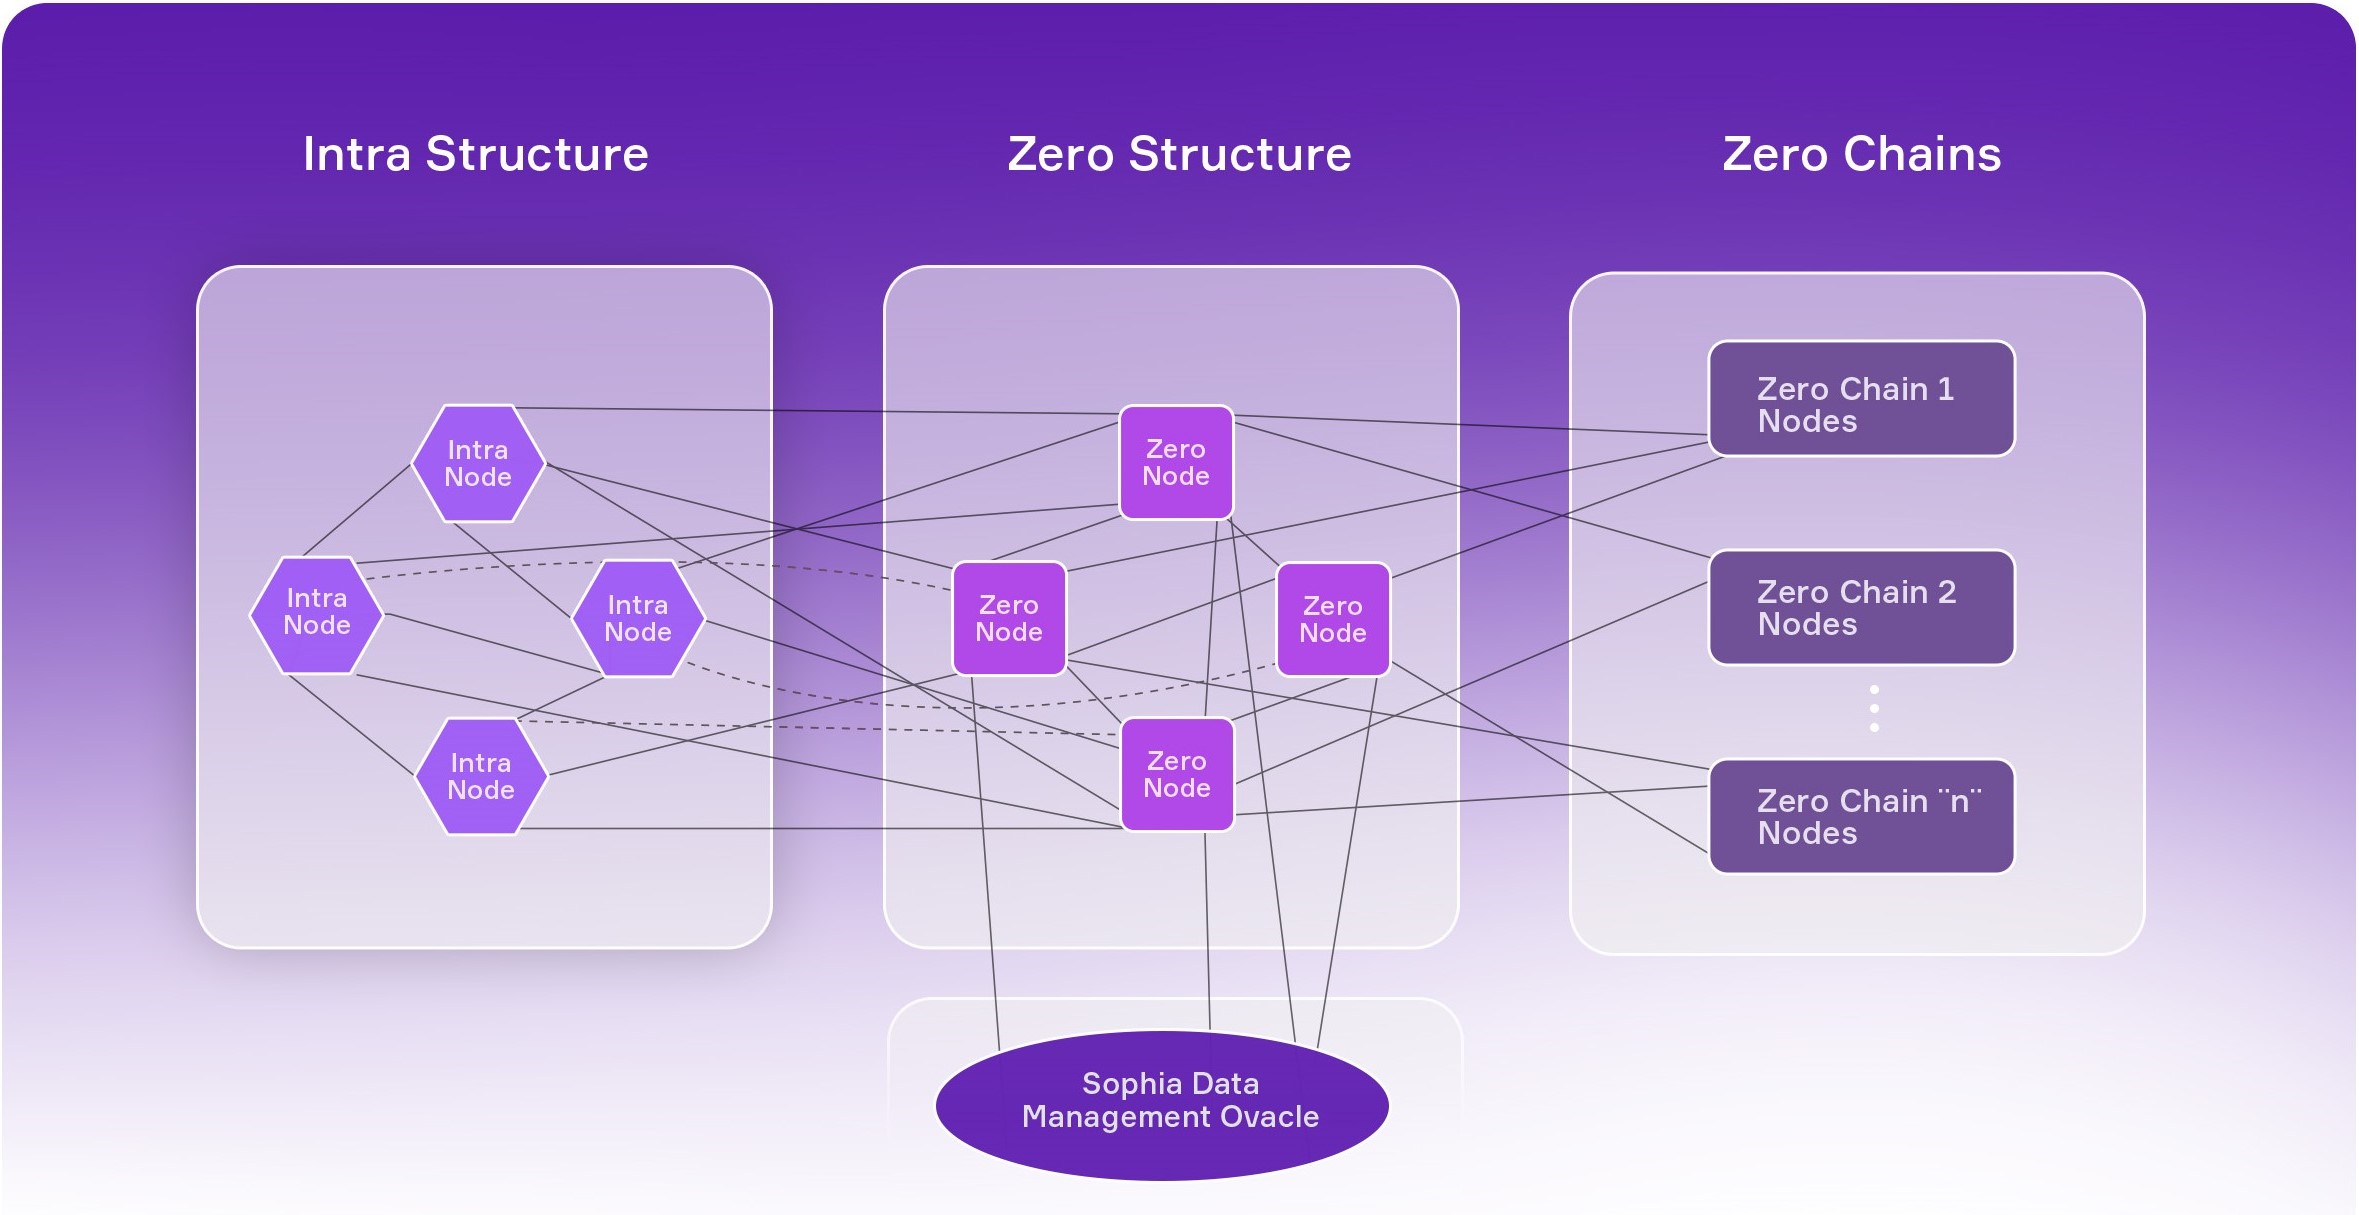 Intra Structure
Zero Structure
Zero Chains
Intra
Node
Intra
Node
Intra
Node
Intra
Node
Zero
Node
Zero
Node
Zero
Node
Zero
Node
Zero Chain 1
Nodes
Zero Chain 2
Nodes
Zero Chain ¨n¨
Nodes
Sophia Data
Management Ovacle